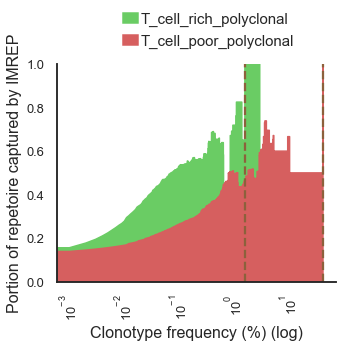 T_cell_rich_polyclonal
T_cell_poor_polyclonal
Portion of repetoire captured by IMREP
1.0
0.8
0.6
0.4
0.2
0.0
10⁻³
10⁻²
10⁻¹
10⁰
10¹
Clonotype frequency (%) (log)